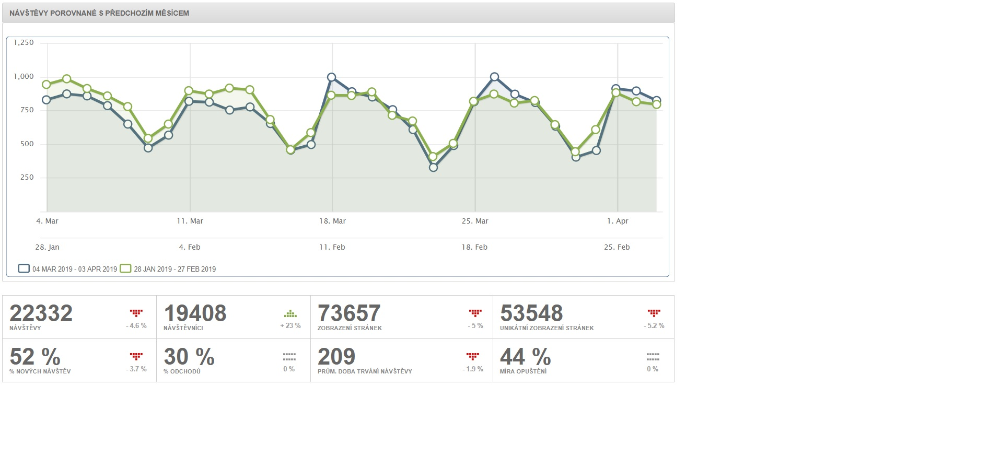 NÁVŠTĚVY POROVNANÉ S PŘEDCHOZÍM MĚSÍCEM
1,250
1,000
750
500
250
4. Mar 11. Mar 18. Mar 25. Mar 1. Apr
28. Jan 4. Feb 11. Feb 18. Feb 25. Feb
04 MAR 2019 - 03 APR 2019 28 JAN 2019 - 27 FEB 2019
22332 19408 73657 53548
- 4.6 % + 23 % - 5 % - 5.2 %
NÁVŠTĚVY NÁVŠTĚVNÍCI ZOBRAZENÍ STRÁNEK UNIKÁTNÍ ZOBRAZENÍ STRÁNEK
52 % 30 % 209 44 %
- 3.7 % 0 % - 1.9 % 0 %
% NOVÝCH NÁVŠTĚV % ODCHODŮ PRŮM. DOBA TRVÁNÍ NÁVŠTĚVY MÍRA OPUŠTĚNÍ